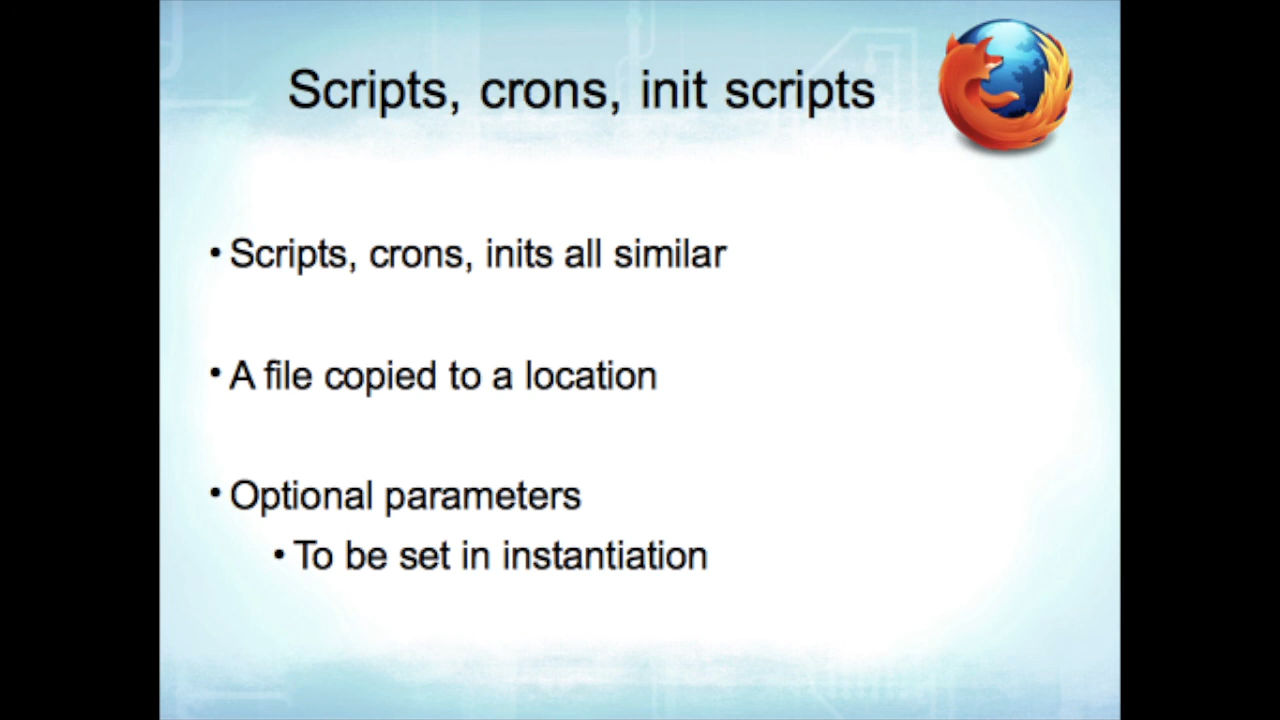 Scripts, crons, init scripts
• Scripts, crons, inits all similar
• A file copied to a location
• Optional parameters
• To be set in instantiation